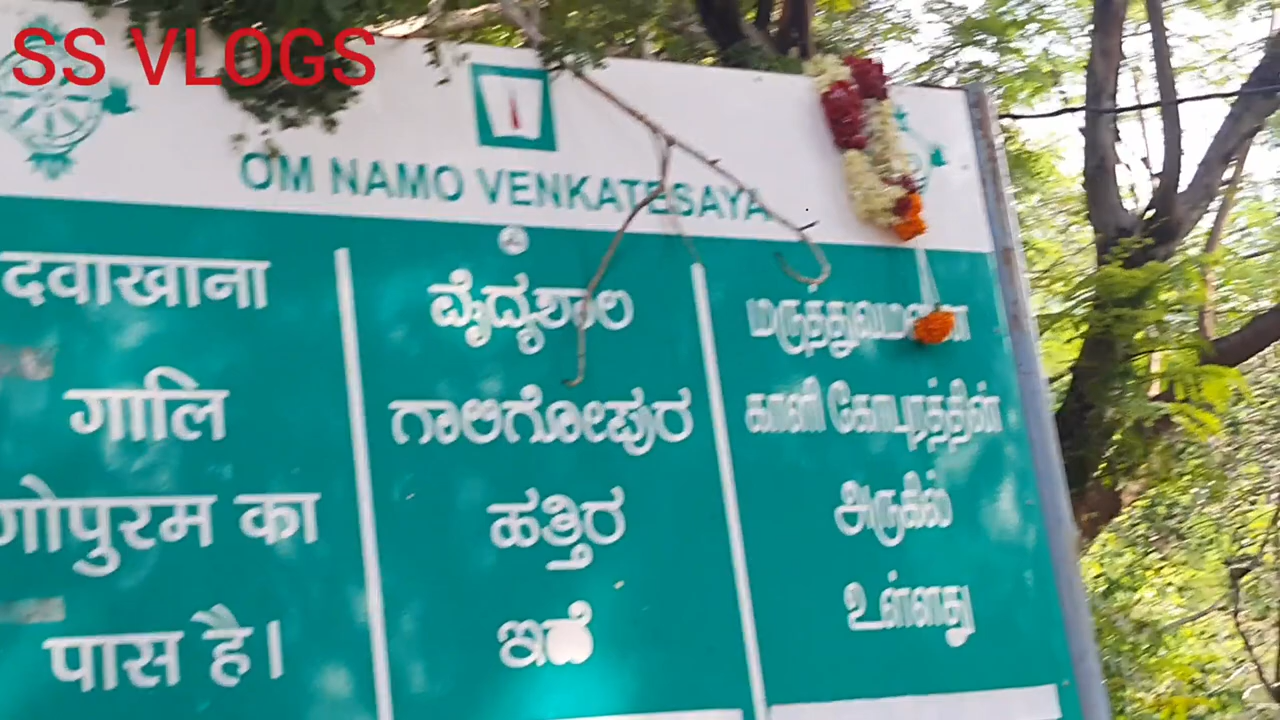 SS VLOGS
OM NAMO VENKATESAYA
दवाखाना
गालि
गोपुरम का
पास है।
ವೈದ್ಯಶಾಲ
ಗಾಲಿಗೋಪುರ
ಹತ್ತಿರ
ಇದೆ
மருத்துவமனை
காளி கோபுரத்தின்
அருகில்
உள்ளது